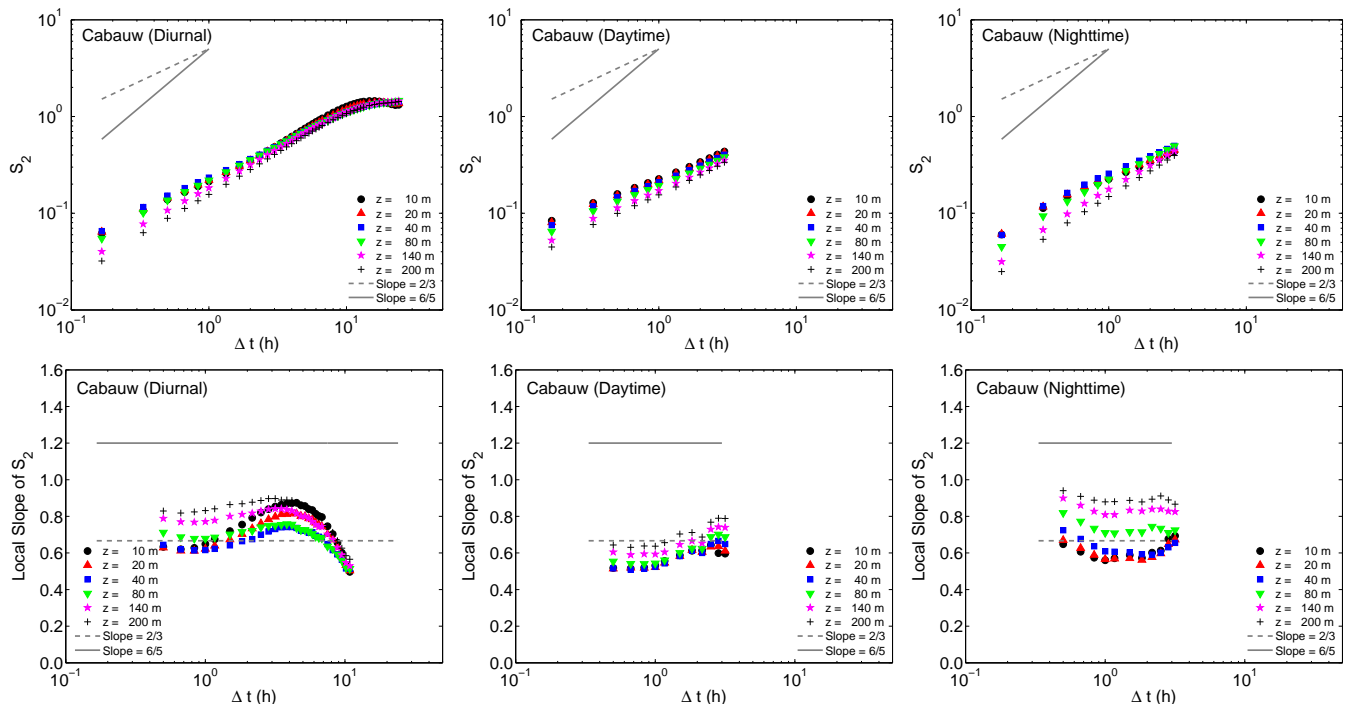 Cabauw (Diurnal)
S2
10^1
10^0
10^-1
10^-2
z = 10 m
z = 20 m
z = 40 m
z = 80 m
z = 140 m
z = 200 m
Slope = 2/3
Slope = 6/5
10^-1 10^0 10^1
Δ t (h)
Cabauw (Daytime)
S2
10^1
10^0
10^-1
10^-2
z = 10 m
z = 20 m
z = 40 m
z = 80 m
z = 140 m
z = 200 m
Slope = 2/3
Slope = 6/5
10^-1 10^0 10^1
Δ t (h)
Cabauw (Nighttime)
S2
10^1
10^0
10^-1
10^-2
z = 10 m
z = 20 m
z = 40 m
z = 80 m
z = 140 m
z = 200 m
Slope = 2/3
Slope = 6/5
10^-1 10^0 10^1
Δ t (h)
Cabauw (Diurnal)
Local Slope of S2
1.6
1.4
1.2
1.0
0.8
0.6
0.4
0.2
0.0
z = 10 m
z = 20 m
z = 40 m
z = 80 m
z = 140 m
z = 200 m
Slope = 2/3
Slope = 6/5
10^-1 10^0 10^1
Δ t (h)
Cabauw (Daytime)
Local Slope of S2
1.6
1.4
1.2
1.0
0.8
0.6
0.4
0.2
0.0
z = 10 m
z = 20 m
z = 40 m
z = 80 m
z = 140 m
z = 200 m
Slope = 2/3
Slope = 6/5
10^-1 10^0 10^1
Δ t (h)
Cabauw (Nighttime)
Local Slope of S2
1.6
1.4
1.2
1.0
0.8
0.6
0.4
0.2
0.0
z = 10 m
z = 20 m
z = 40 m
z = 80 m
z = 140 m
z = 200 m
Slope = 2/3
Slope = 6/5
10^-1 10^0 10^1
Δ t (h)